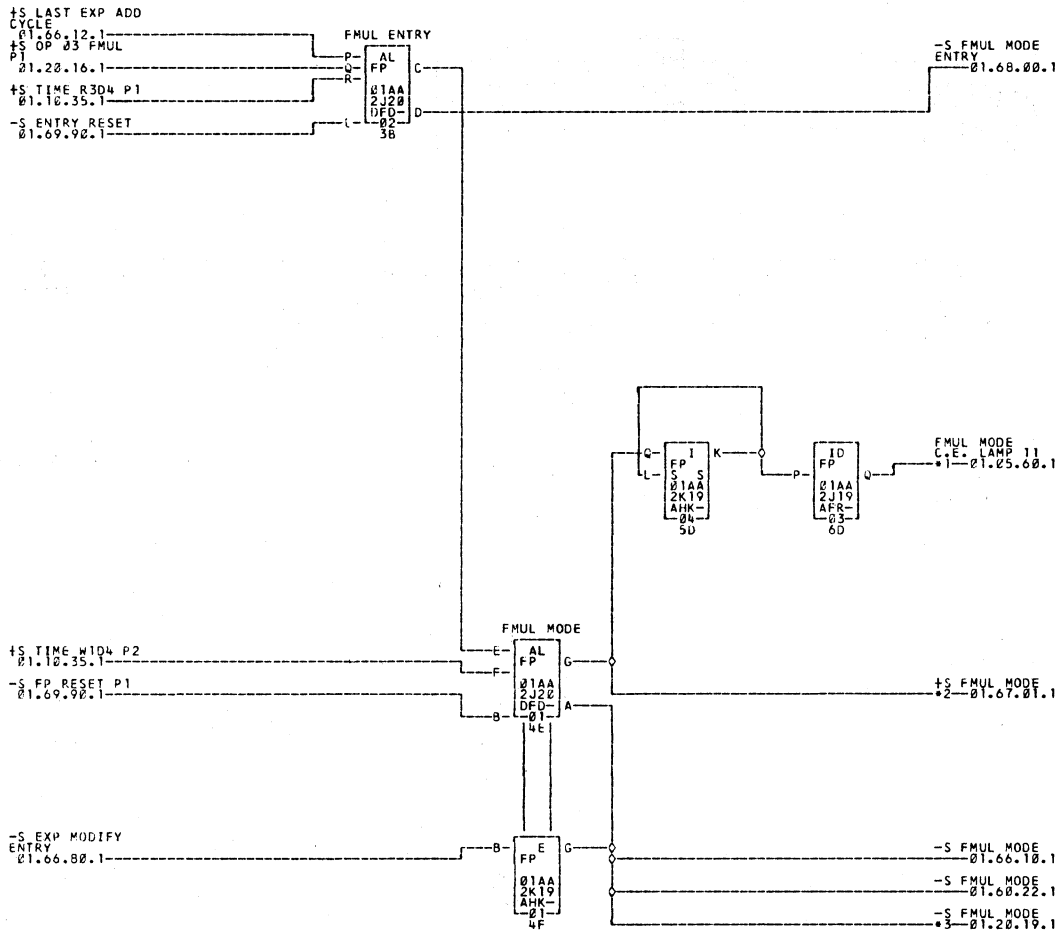 +S LAST EXP ADD
CYCLE
01.66.12.1
+S OP 03 FMUL
P1
01.20.16.1
+S TIME R3D4 P1
01.10.35.1
-S ENTRY RESET
01.69.90.1
FMUL ENTRY
P AL C
Q FP
R
01AA
2J20
DFD- D
L 02
3B
-S FMUL MODE
ENTRY
01.68.00.1
Q I K
FP
L S S
01AA
2K19
AHK-
04
5D
ID
FP Q
P
01AA
2J19
AFR-
03
6D
FMUL MODE
C.E. LAMP 11
*1 01.05.60.1
FMUL MODE
+S TIME W1D4 P2
01.10.35.1
-S FP RESET P1
01.69.90.1
E AL
FP G
F
01AA
2J20
DFD- A
B 01
4E
+S FMUL MODE
*2 01.67.01.1
-S EXP MODIFY
ENTRY
01.66.80.1
B E G
FP
01AA
2K19
AHK-
01
4F
-S FMUL MODE
01.66.10.1
-S FMUL MODE
01.60.22.1
-S FMUL MODE
*3 01.20.19.1